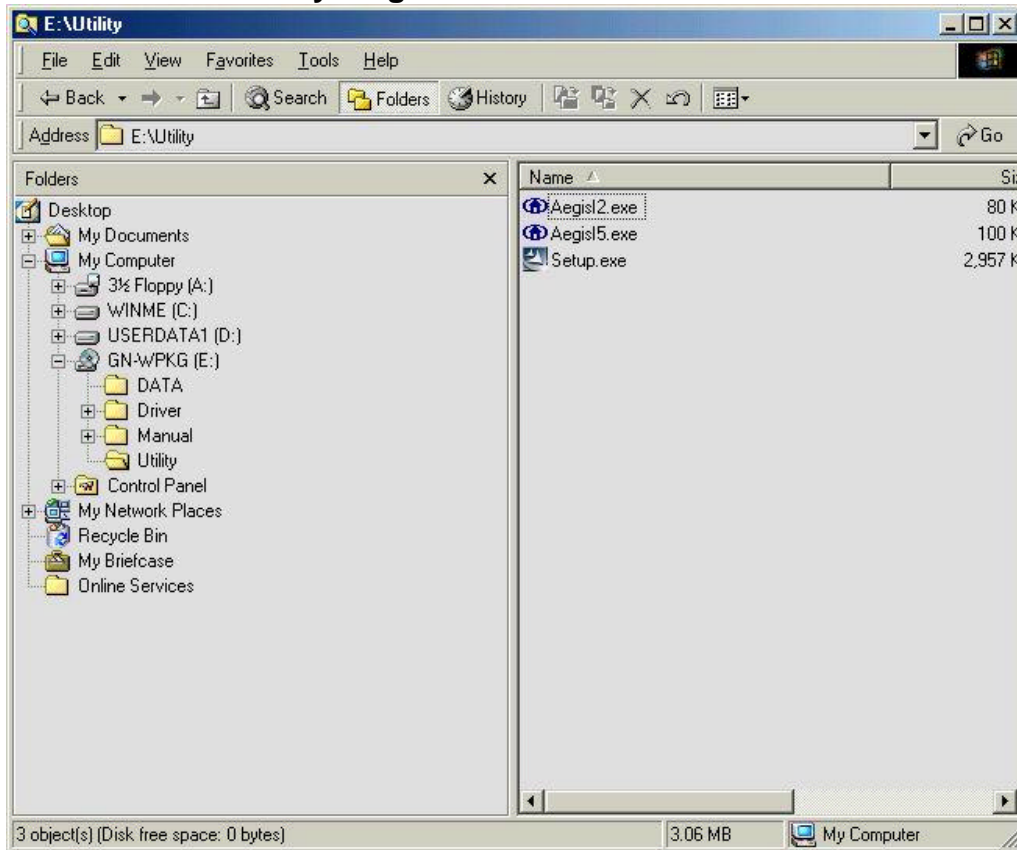 E:\Utility
File Edit View Favorites Tools Help
Back Search Folders History
Address E:\Utility Go
Folders
Name
Desktop
My Documents
My Computer
3½ Floppy (A:)
WINME (C:)
USERDATA1 (D:)
GN-WPKG (E:)
DATA
Driver
Manual
Utility
Control Panel
My Network Places
Recycle Bin
My Briefcase
Online Services
AegisI2.exe 80 K
AegisI5.exe 100 K
Setup.exe 2,957 K
3 object(s) (Disk free space: 0 bytes) 3.06 MB My Computer